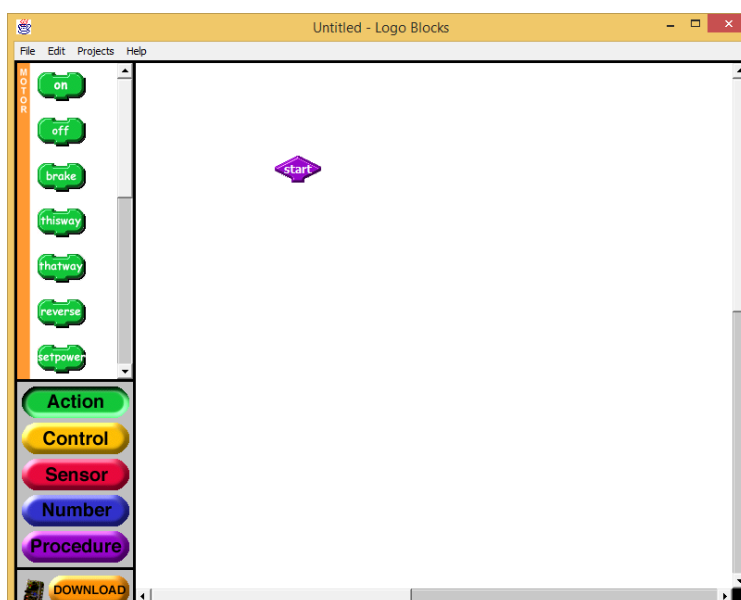 Untitled - Logo Blocks
File Edit Projects Help
MOTOR
on
off
brake
thisway
thatway
reverse
setpower
start
Action
Control
Sensor
Number
Procedure
DOWNLOAD